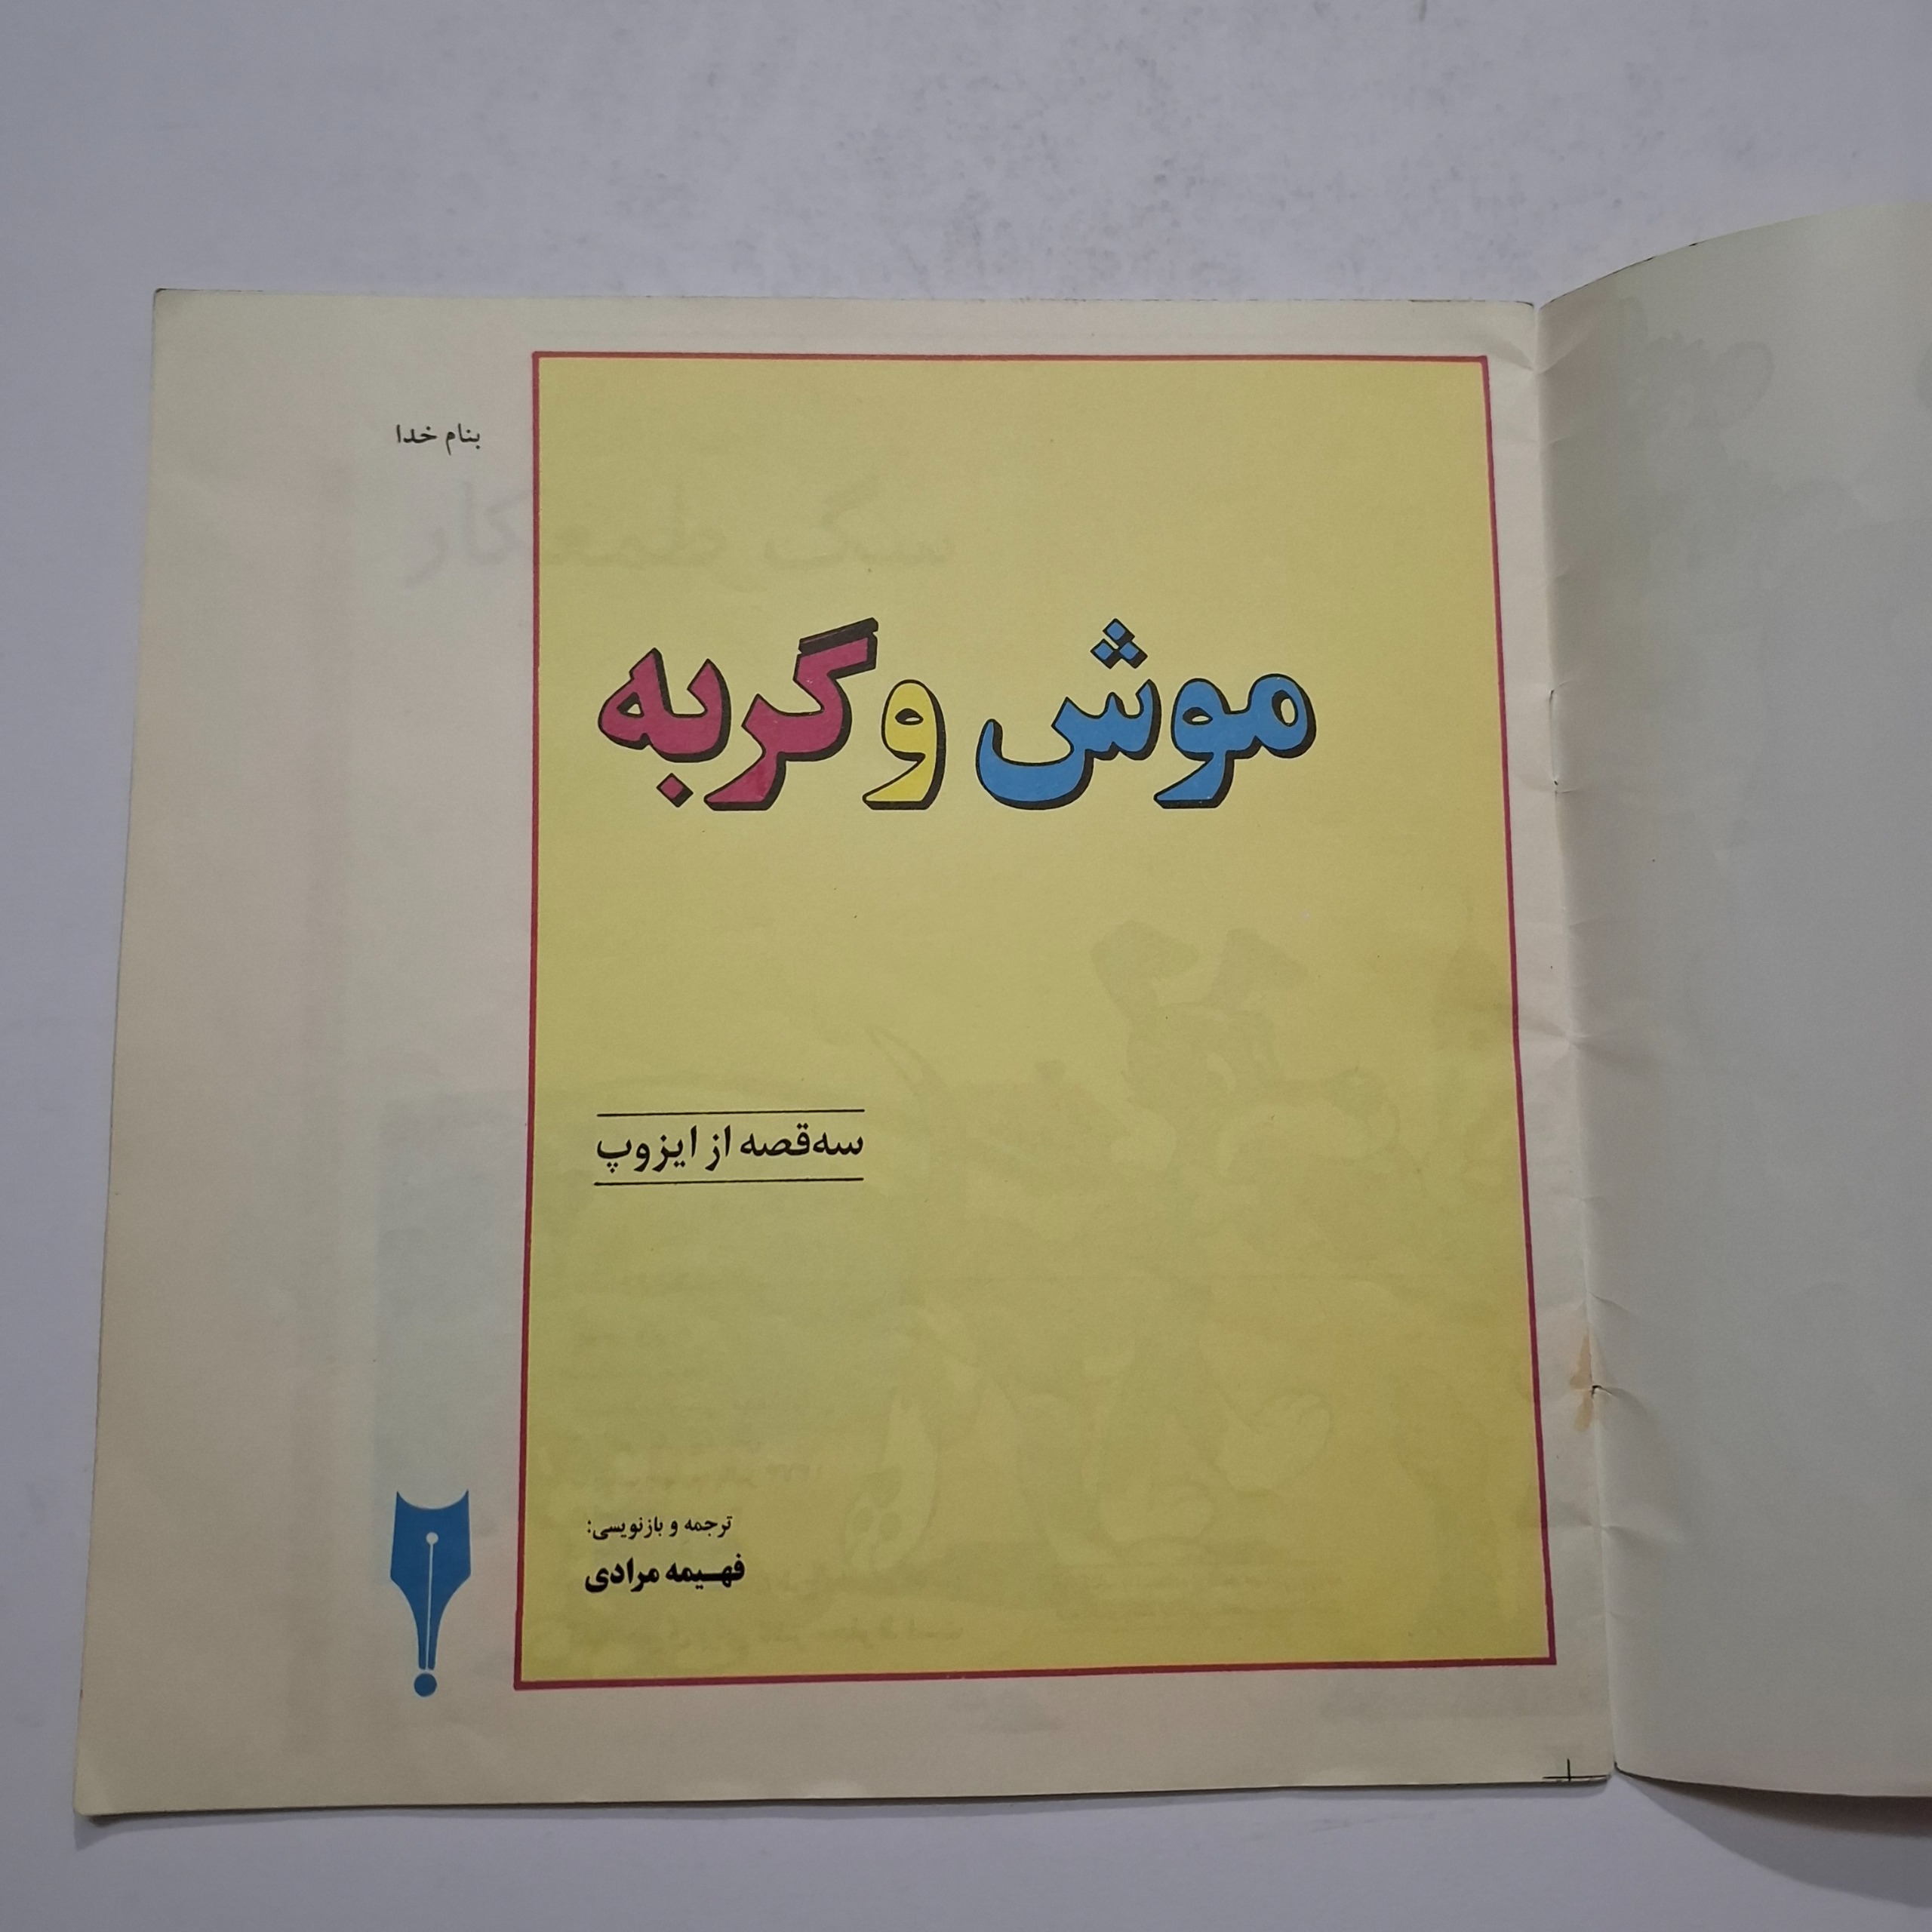 بنام خدا
موش و گربه
سه قصه از ایزوپ
ترجمه و بازنویسی:
فهیمه مرادی